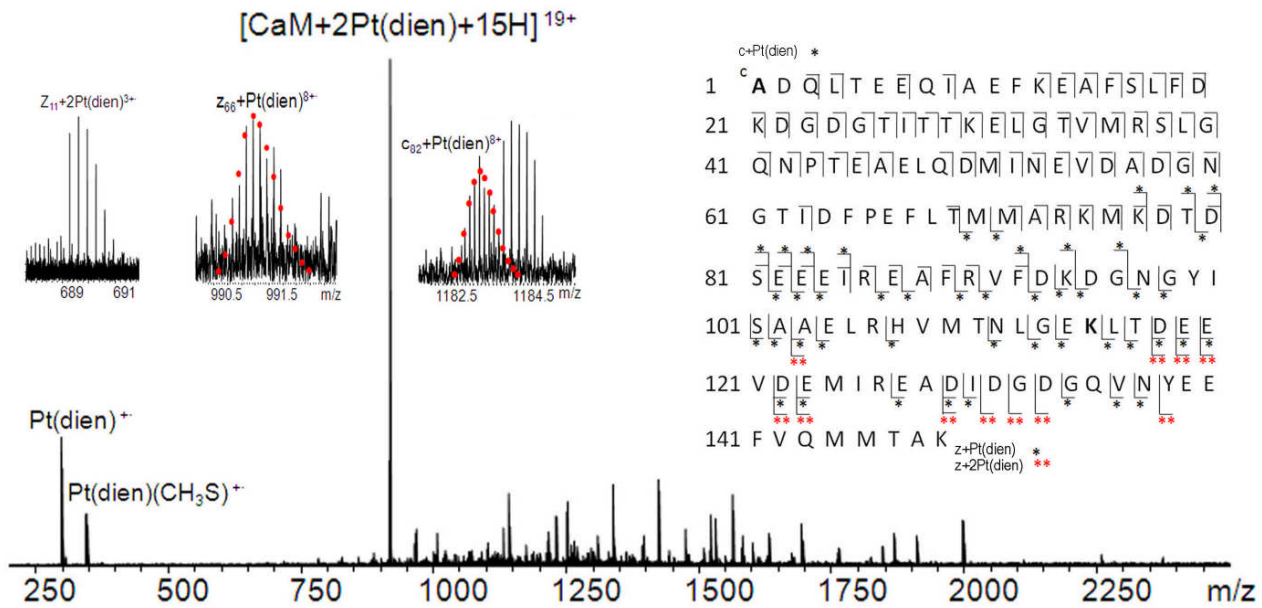 [CaM+2Pt(dien)+15H] 19+
c+Pt(dien) *
Z11+2Pt(dien)3+·
z66+Pt(dien)8+·
c82+Pt(dien)8+
689 691
990.5 991.5 m/z
1182.5 1184.5 m/z
c
1 A D Q L T E E Q I A E F K E A F S L F D
21 K D G D G T I T T K E L G T V M R S L G
41 Q N P T E A E L Q D M I N E V D A D G N
61 G T I D F P E F L T M M A R K M K D T D
81 S E E E I R E A F R V F D K D G N G Y I
101 S A A E L R H V M T N L G E K L T D E E
121 V D E M I R E A D I D G D G Q V N Y E E
141 F V Q M M T A K
z+Pt(dien) *
z+2Pt(dien) **
Pt(dien) +·
Pt(dien)(CH3S) +·
250 500 750 1000 1250 1500 1750 2000 2250 m/z